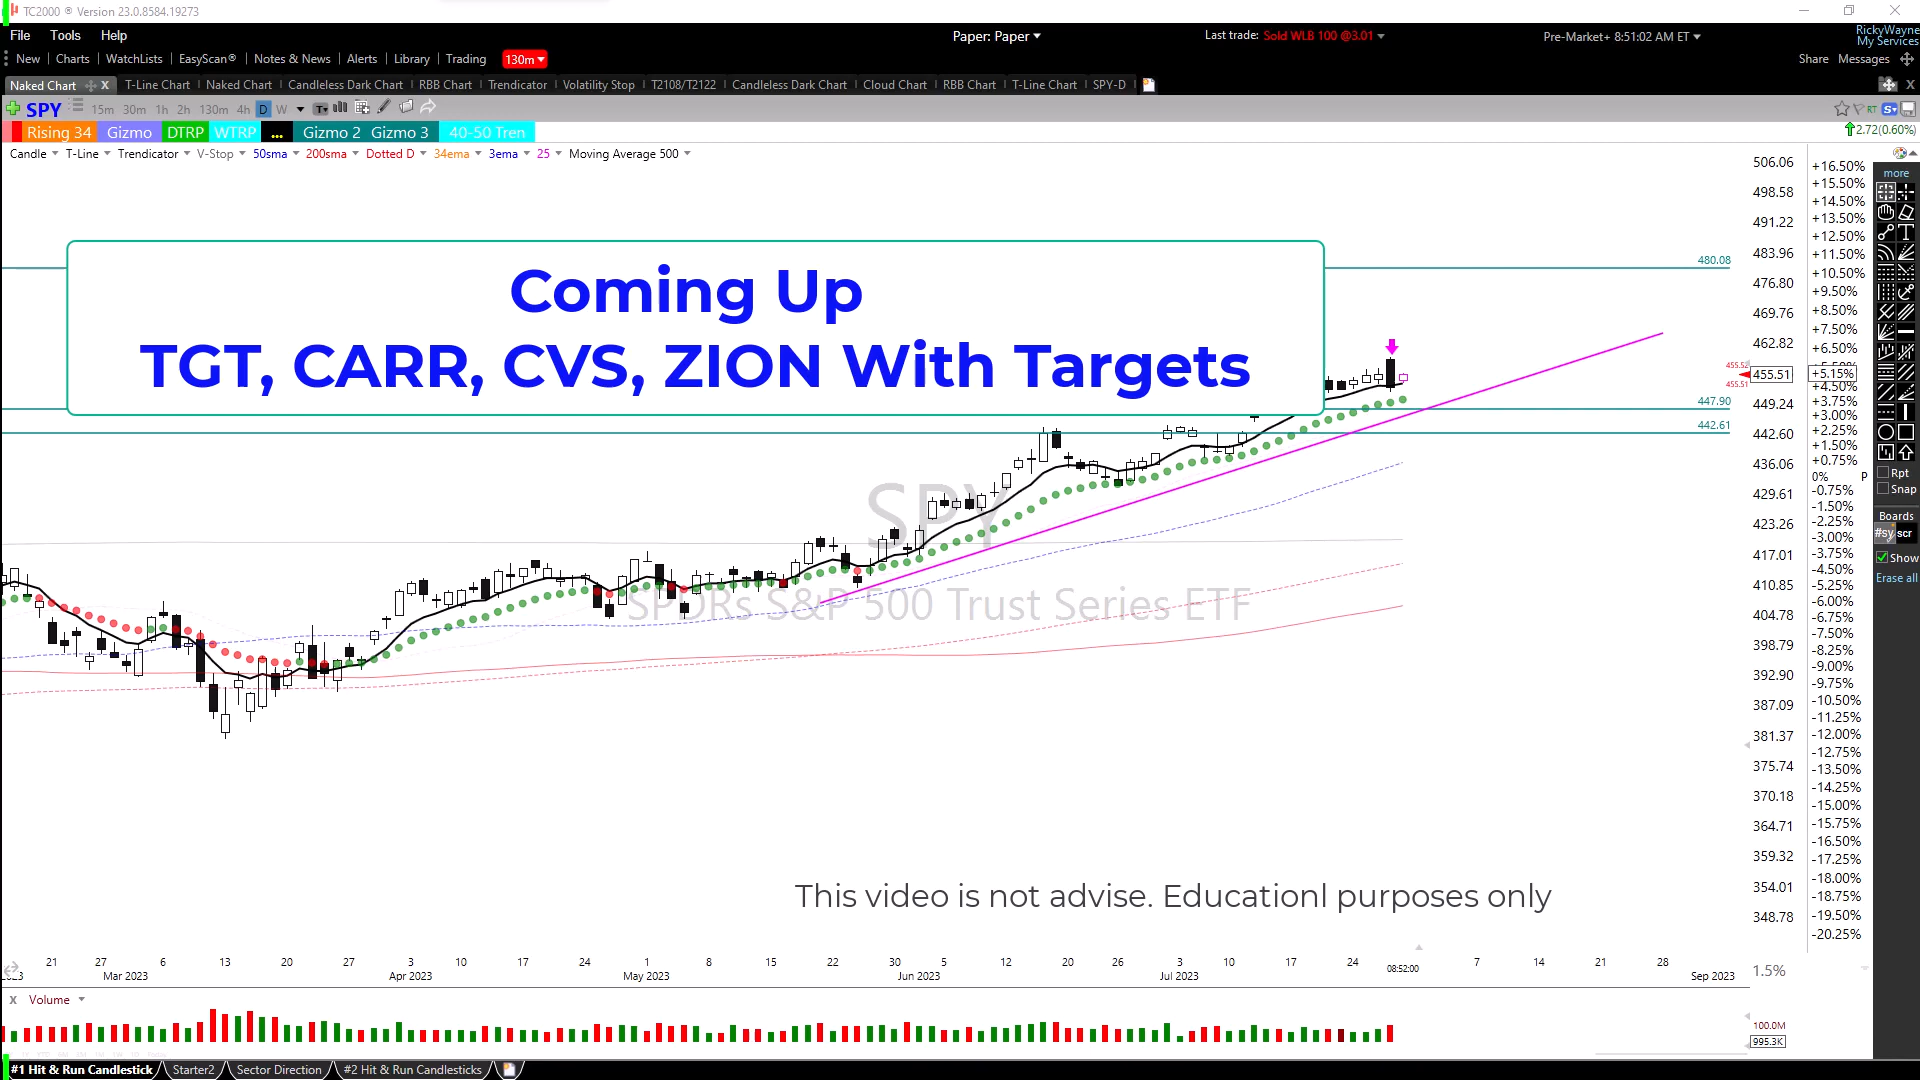 TC2000 ® Version 23.0.8584.19273
File Tools Help
Paper: Paper
Last trade: Sold WLB 100 @3.01
Pre-Market+ 8:51:02 AM ET
RickyWayne
My Services
New Charts WatchLists EasyScan® Notes & News Alerts Library Trading 130m
Share Messages
Naked Chart X T-Line Chart Naked Chart Candleless Dark Chart RBB Chart Trendicator Volatility Stop T2108/T2122 Candleless Dark Chart Cloud Chart RBB Chart T-Line Chart SPY-D X
SPY 15m 30m 1h 2h 130m 4h D W
RT
Rising 34 Gizmo DTRP WTRP ... Gizmo 2 Gizmo 3 40-50 Tren
2.72(0.60%)
Candle T-Line Trendicator V-Stop 50sma 200sma Dotted D 34ema 3ema 25 Moving Average 500
Coming Up
TGT, CARR, CVS, ZION With Targets
480.08
455.52
455.51
447.90
442.61
SPY
SPDRs S&P 500 Trust Series ETF
This video is not advise. Educationl purposes only
506.06
498.58
491.22
483.96
476.80
469.76
462.82
455.51
449.24
442.60
436.06
429.61
423.26
417.01
410.85
404.78
398.79
392.90
387.09
381.37
375.74
370.18
364.71
359.32
354.01
348.78
+16.50%
+15.50%
+14.50%
+13.50%
+12.50%
+11.50%
+10.50%
+9.50%
+8.50%
+7.50%
+6.50%
+5.15%
+4.50%
+3.75%
+3.00%
+2.25%
+1.50%
+0.75%
0% P
-0.75%
-1.50%
-2.25%
-3.00%
-3.75%
-4.50%
-5.25%
-6.00%
-6.75%
-7.50%
-8.25%
-9.00%
-9.75%
-10.50%
-11.25%
-12.00%
-12.75%
-13.50%
-14.25%
-15.00%
-15.75%
-16.50%
-17.25%
-18.00%
-18.75%
-19.50%
-20.25%
more
Rpt
Snap
Boards
#sy scr
Show
Erase all
21 27 6 13 20 27 3 10 17 24 1 8 15 22 30 5 12 20 26 3 10 17 24 08:52:00 7 14 21 28
Mar 2023 Apr 2023 May 2023 Jun 2023 Jul 2023 Sep 2023
1.5%
X Volume
100.0M
995.3K
#1 Hit & Run Candlestick Starter2 Sector Direction #2 Hit & Run Candlesticks